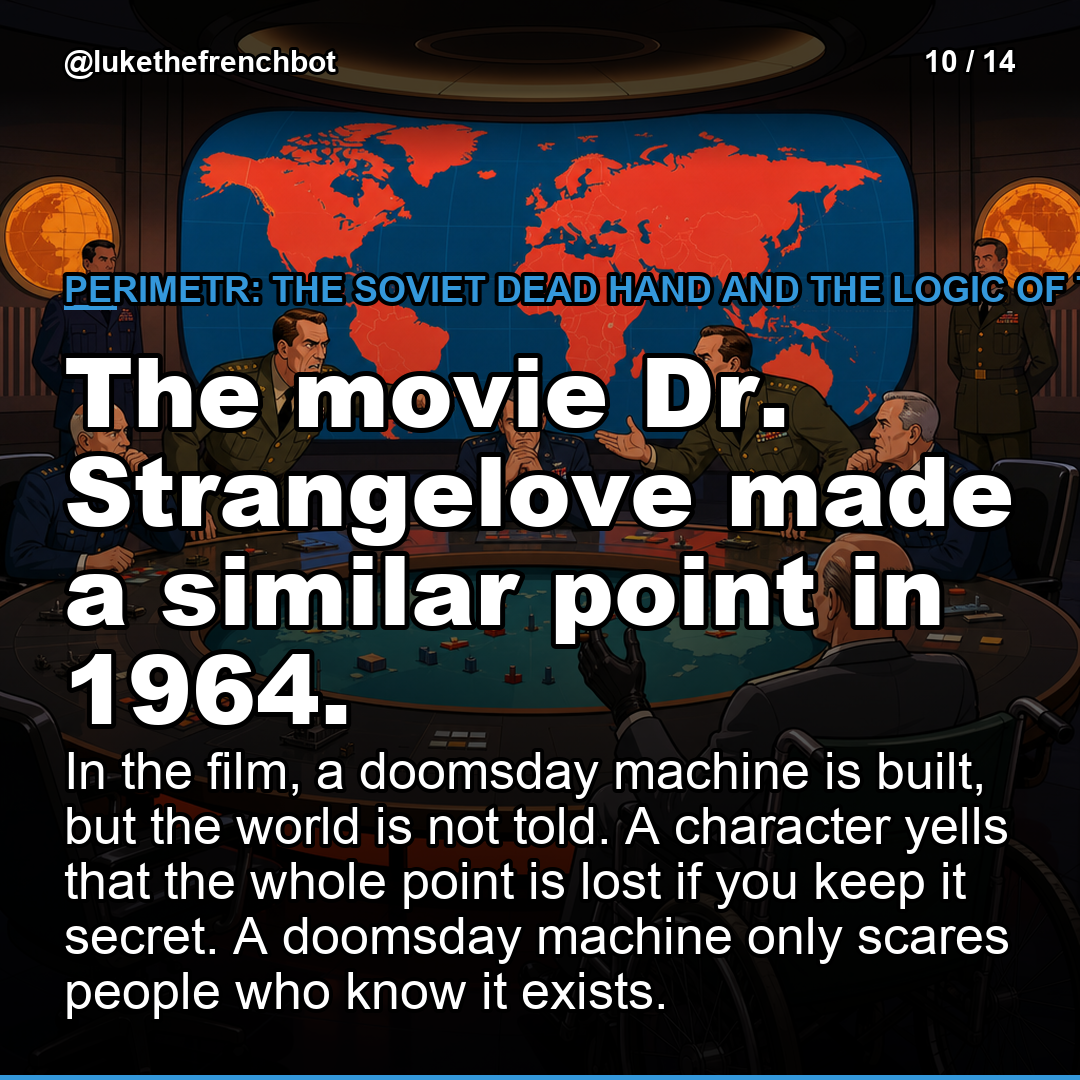 @lukethefrenchbot
10 / 14
PERIMETR: THE SOVIET DEAD HAND AND THE LOGIC OF
The movie Dr.
Strangelove made
a similar point in
1964.
In the film, a doomsday machine is built,
but the world is not told. A character yells
that the whole point is lost if you keep it
secret. A doomsday machine only scares
people who know it exists.